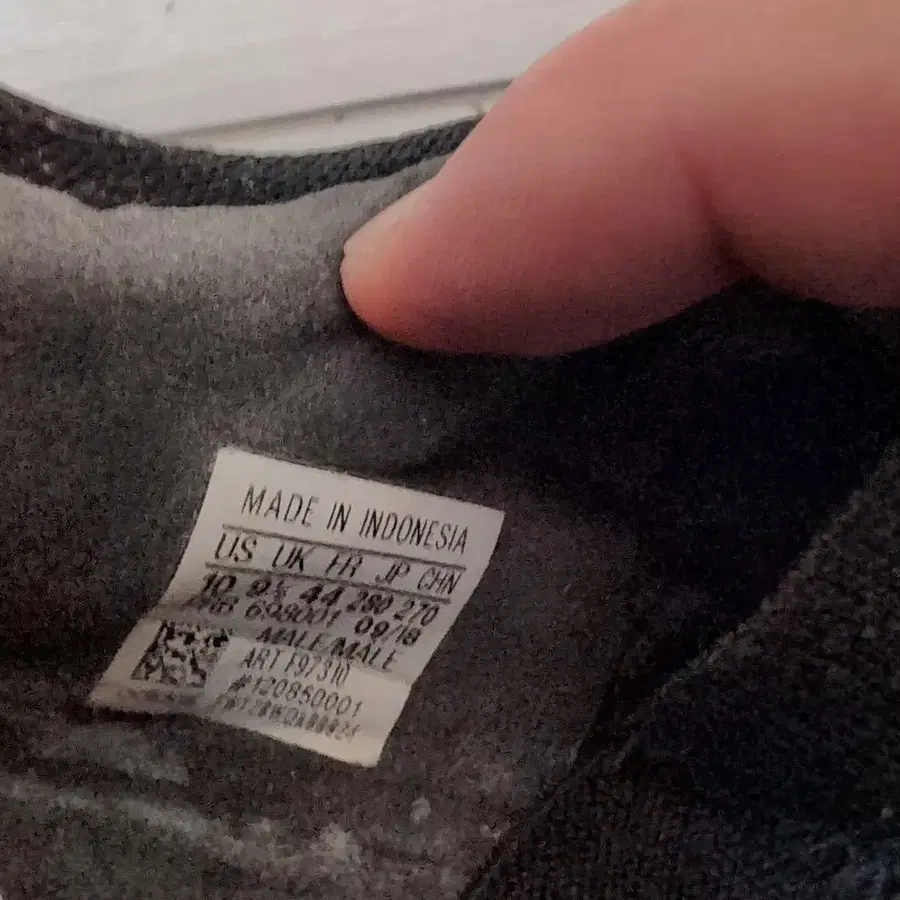 MADE IN INDONESIA
US UK FR JP CHN
10 9½ 44 280 270
698001 09/18
MALE/MALE
ART F97310
#120850001